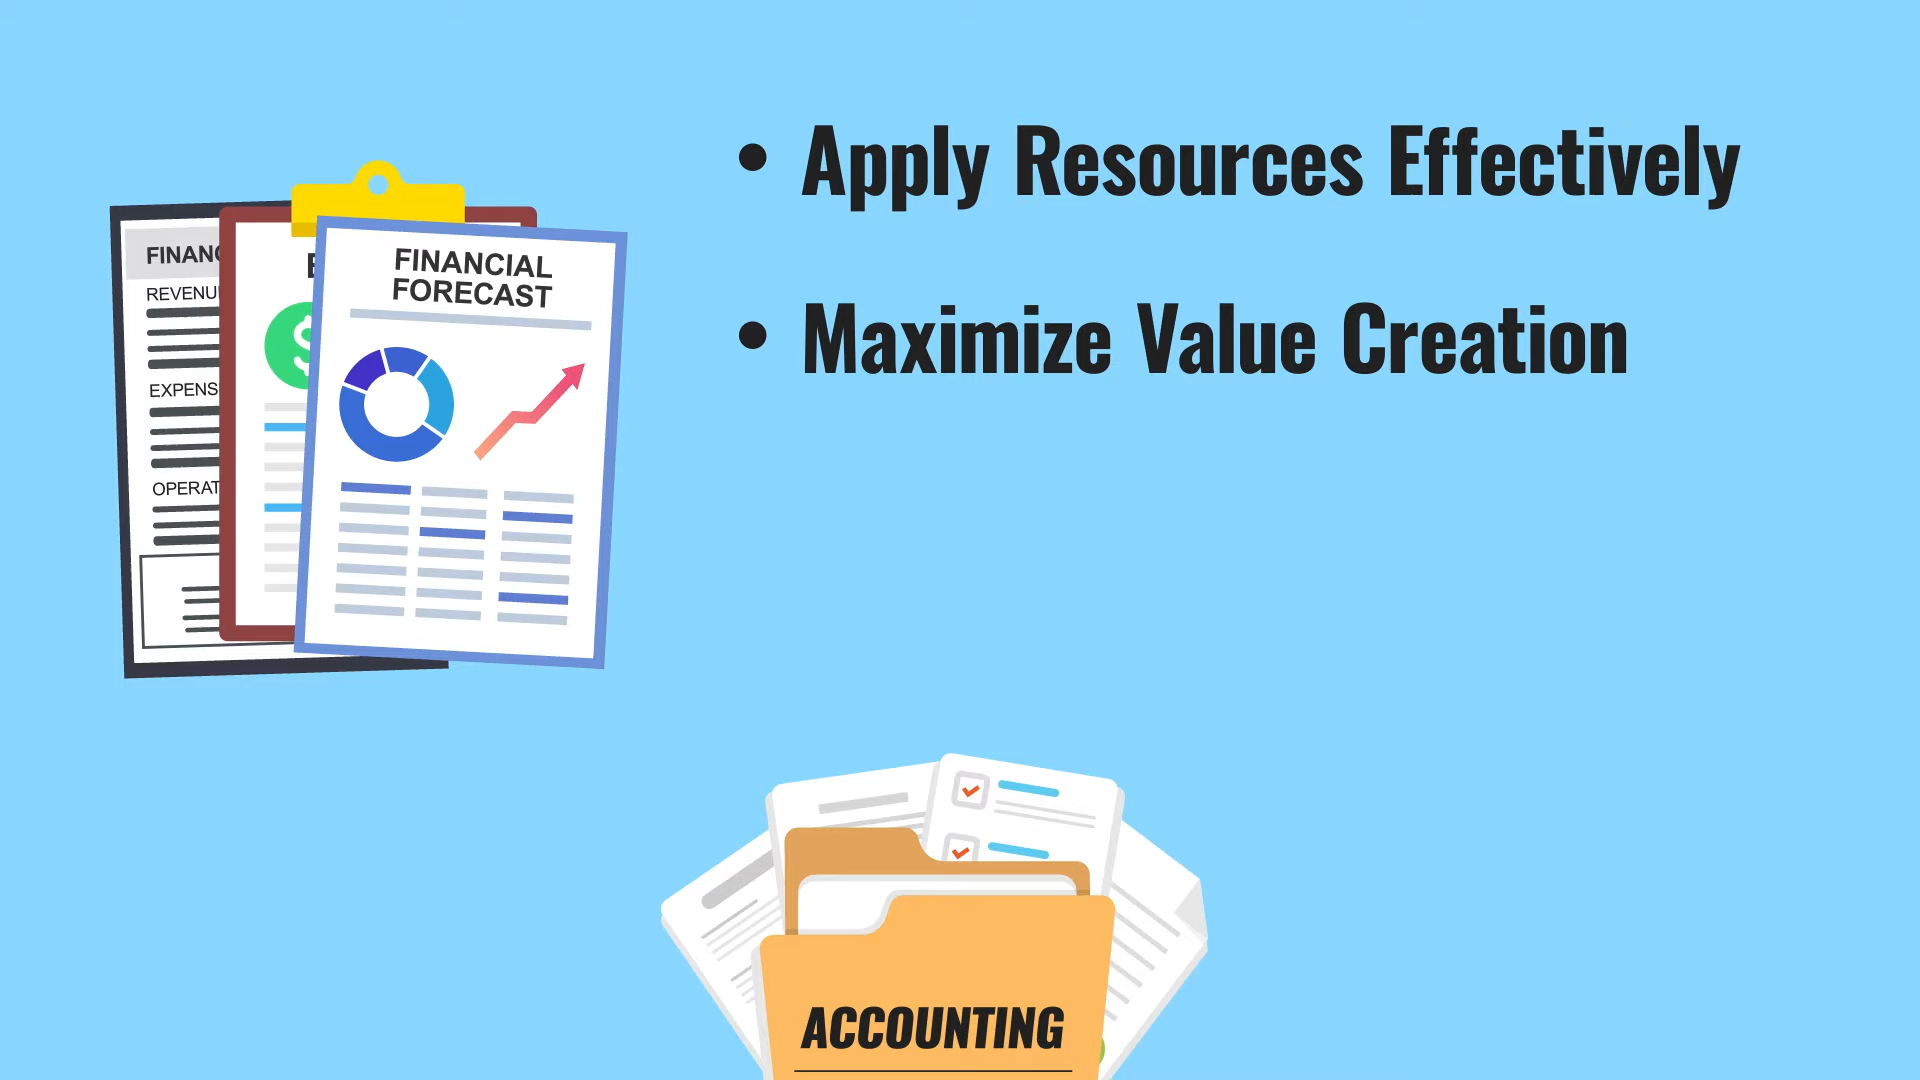 • Apply Resources Effectively
• Maximize Value Creation
FINANCIAL
FORECAST
ACCOUNTING